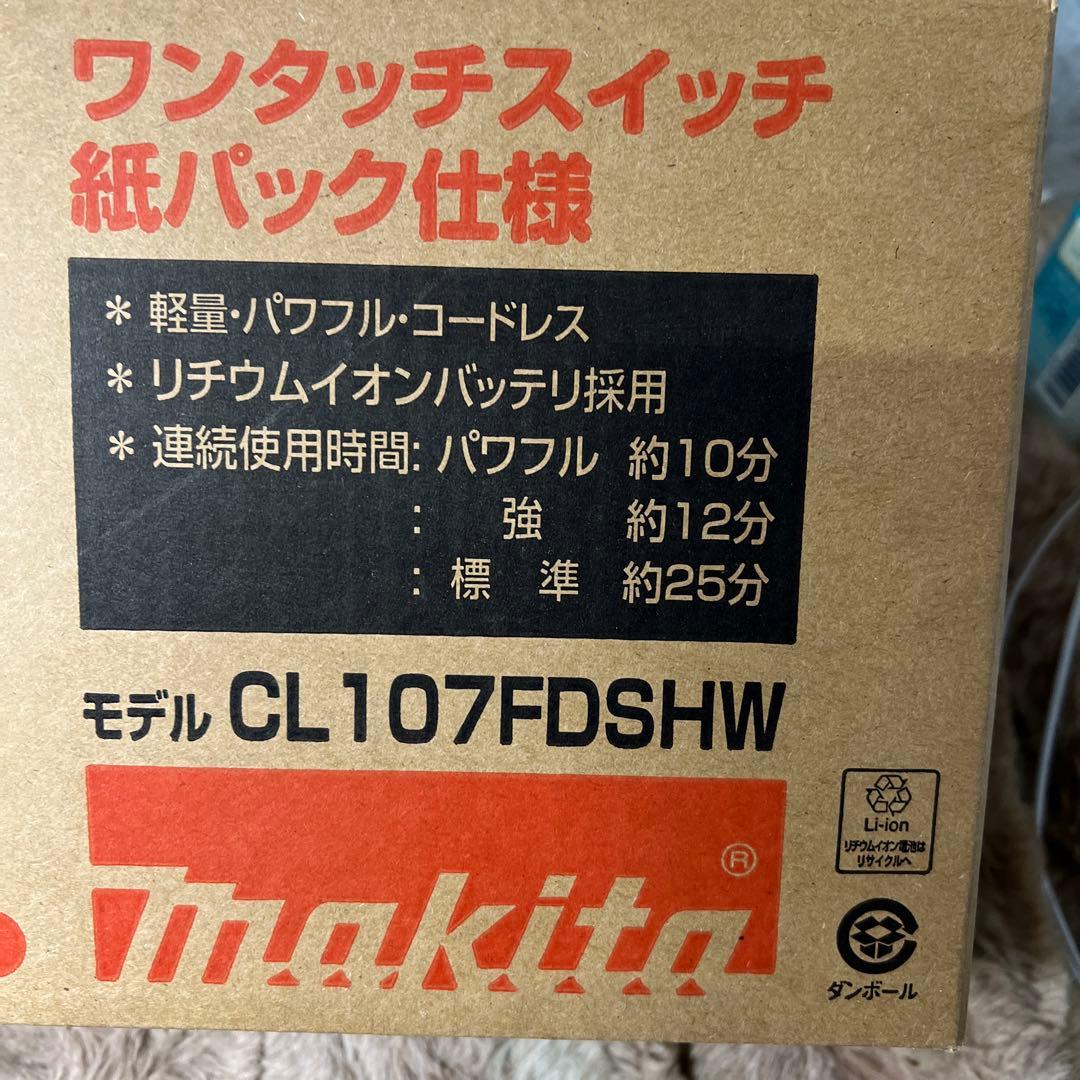 ワンタッチスイッチ
紙パック仕様
* 軽量・パワフル・コードレス
* リチウムイオンバッテリ採用
* 連続使用時間: パワフル 約10分
: 強 約12分
: 標 準 約25分
モデル CL107FDSHW
makita®
Li-ion
リチウムイオン電池は
リサイクルへ
ダンボール